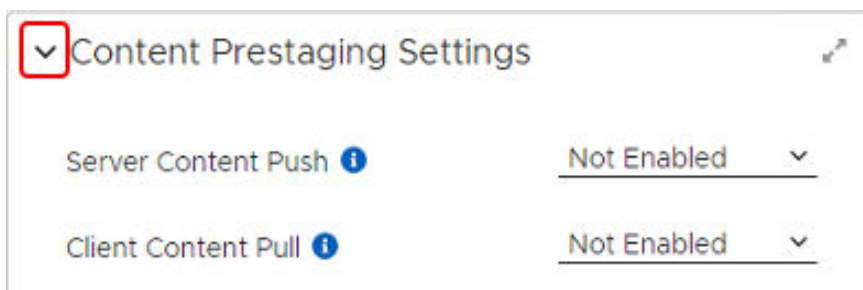 Content Prestaging Settings
Server Content Push Not Enabled
Client Content Pull Not Enabled